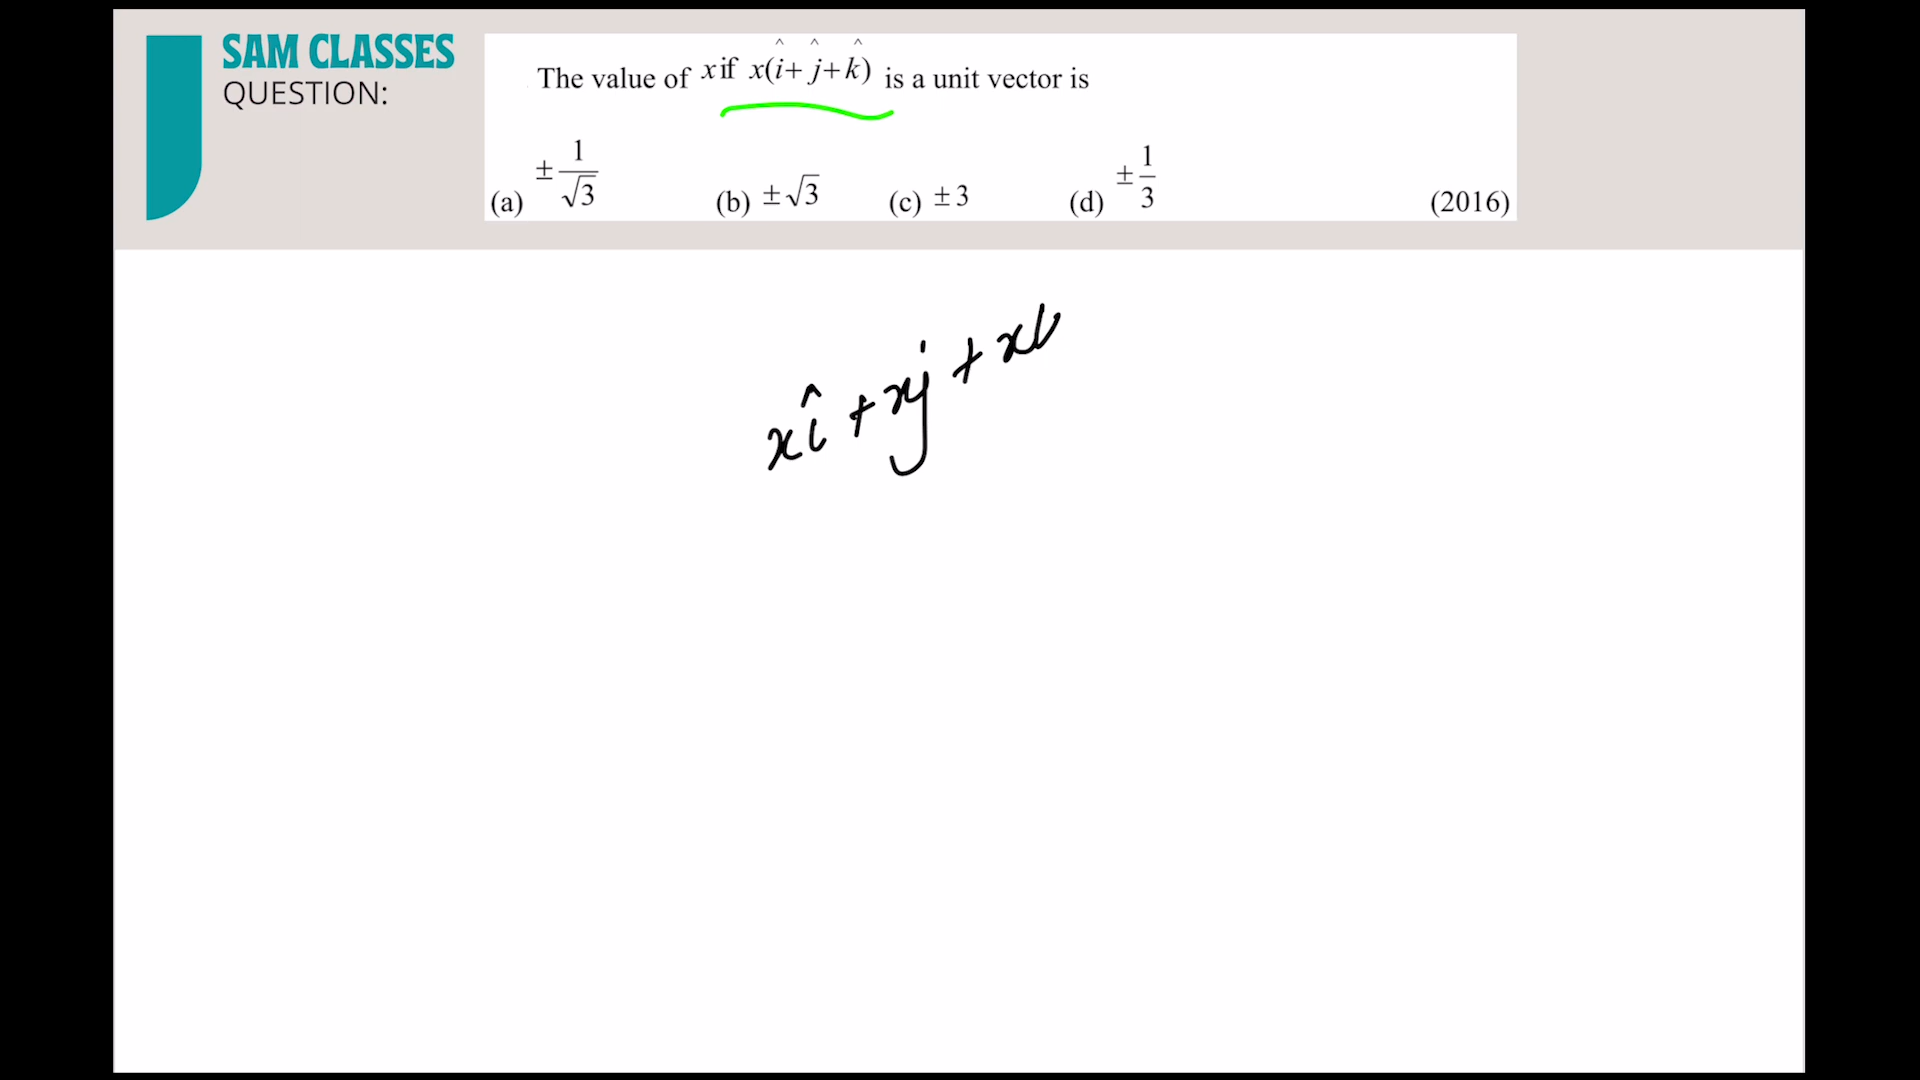 SAM CLASSES
QUESTION:
The value of x if x(î + ĵ + k̂) is a unit vector is
(a) ± 1/√3 (b) ±√3 (c) ±3 (d) ± 1/3 (2016)
xî + xj + xk